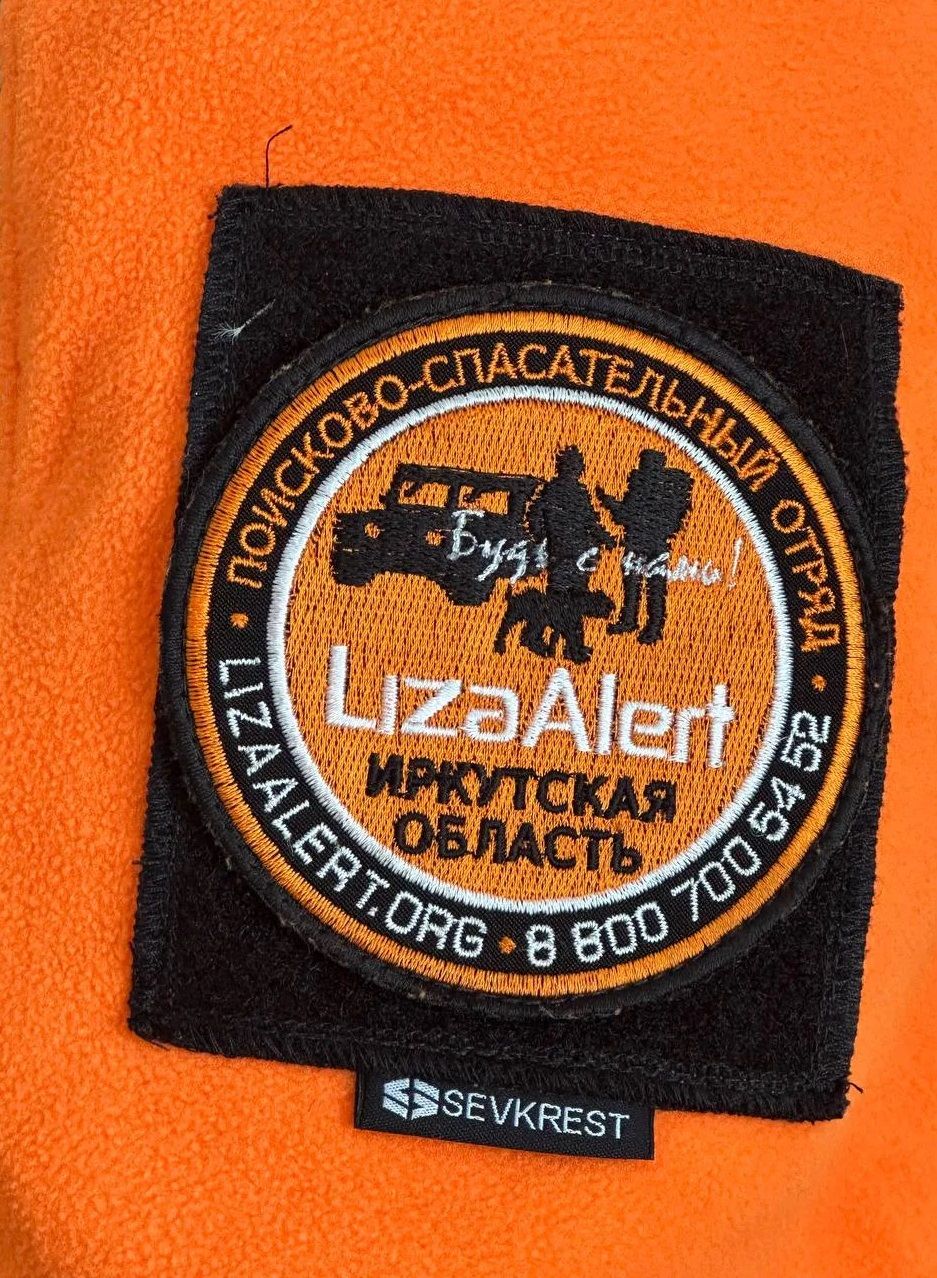 ПОИСКОВО-СПАСАТЕЛЬНЫЙ ОТРЯД
Будь с нами!
LizaAlert
ИРКУТСКАЯ
ОБЛАСТЬ
LIZAALERT.ORG • 8 800 700 54 52
SEVKREST